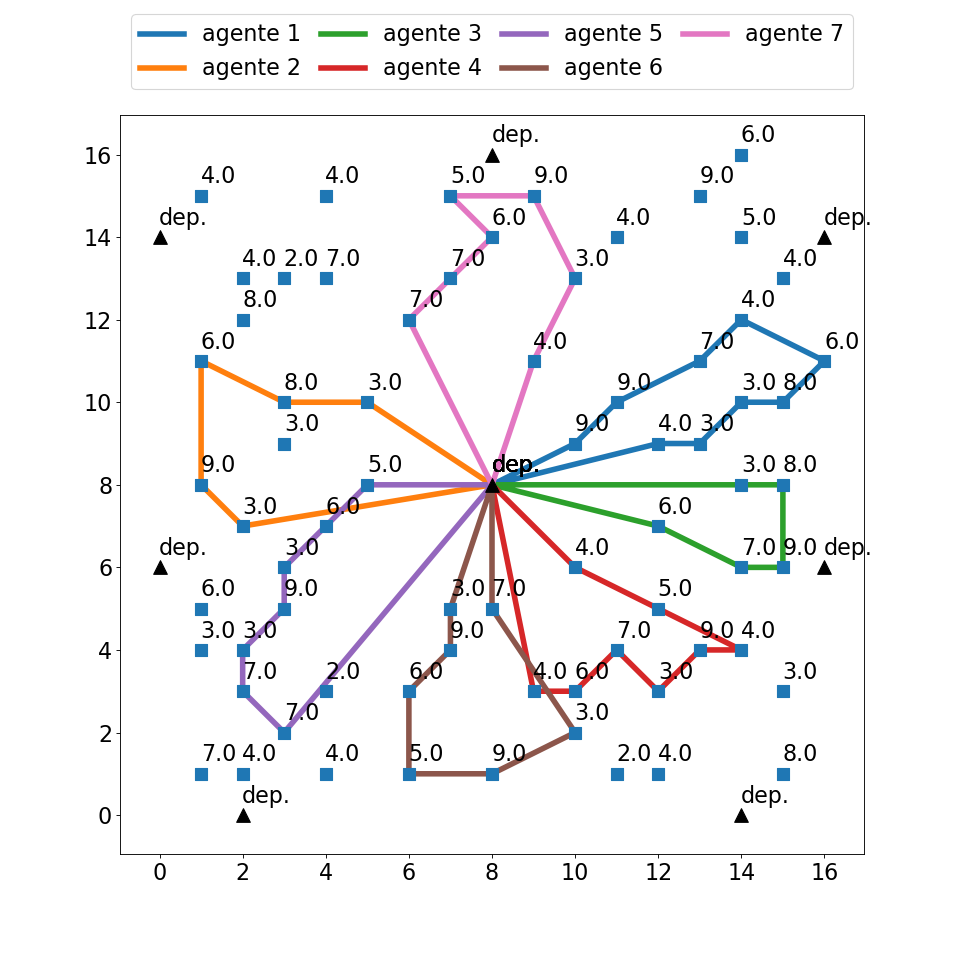 agente 1 agente 3 agente 5 agente 7
agente 2 agente 4 agente 6
6.0
dep.
4.0 4.0 5.0 9.0 9.0
16
dep. 6.0 4.0 5.0 dep.
14
4.0 2.0 7.0 7.0 3.0 4.0
8.0 7.0 4.0
12
6.0 4.0 7.0 6.0
8.0 3.0 9.0 3.0 8.0
10
3.0 9.0 4.0 3.0
9.0 5.0 dep. 3.0 8.0
8
3.0 6.0 6.0
dep. 3.0 4.0 7.0 9.0 dep.
6
6.0 9.0 3.0 7.0 5.0
3.0 3.0 9.0 7.0 9.0 4.0
4
7.0 2.0 6.0 4.0 6.0 3.0 3.0
7.0 3.0
2
7.0 4.0 4.0 5.0 9.0 2.0 4.0 8.0
dep. dep.
0
0 2 4 6 8 10 12 14 16